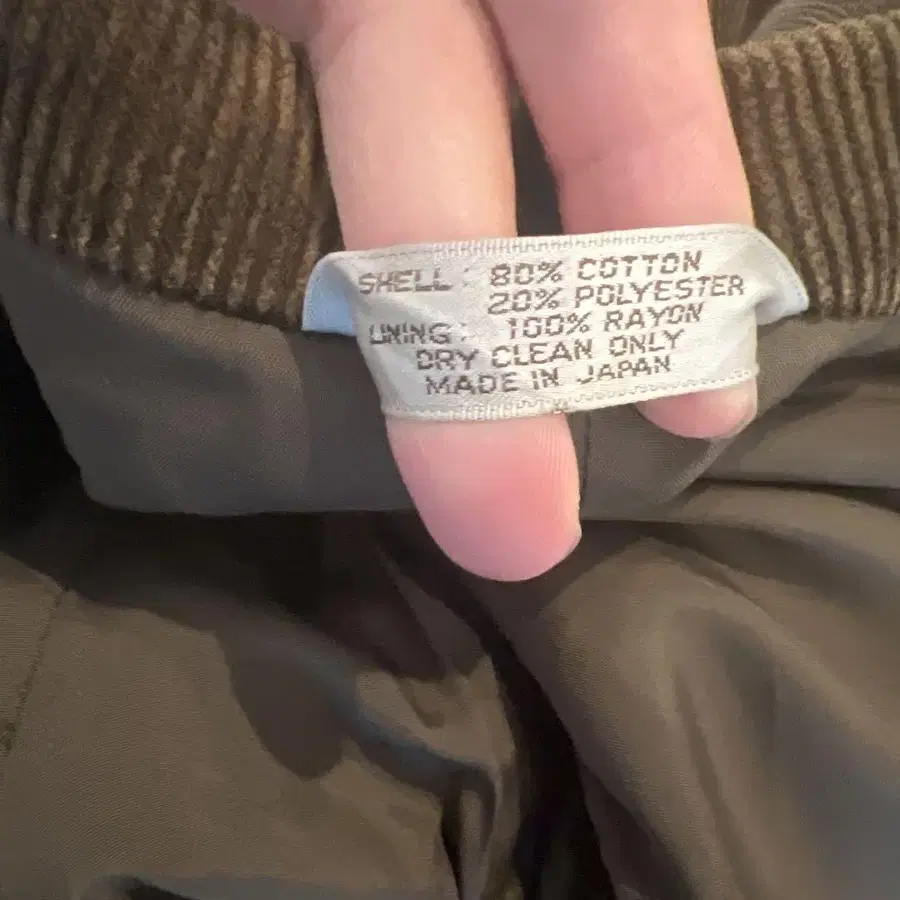 SHELL: 80% COTTON
20% POLYESTER
LINING: 100% RAYON
DRY CLEAN ONLY
MADE IN JAPAN